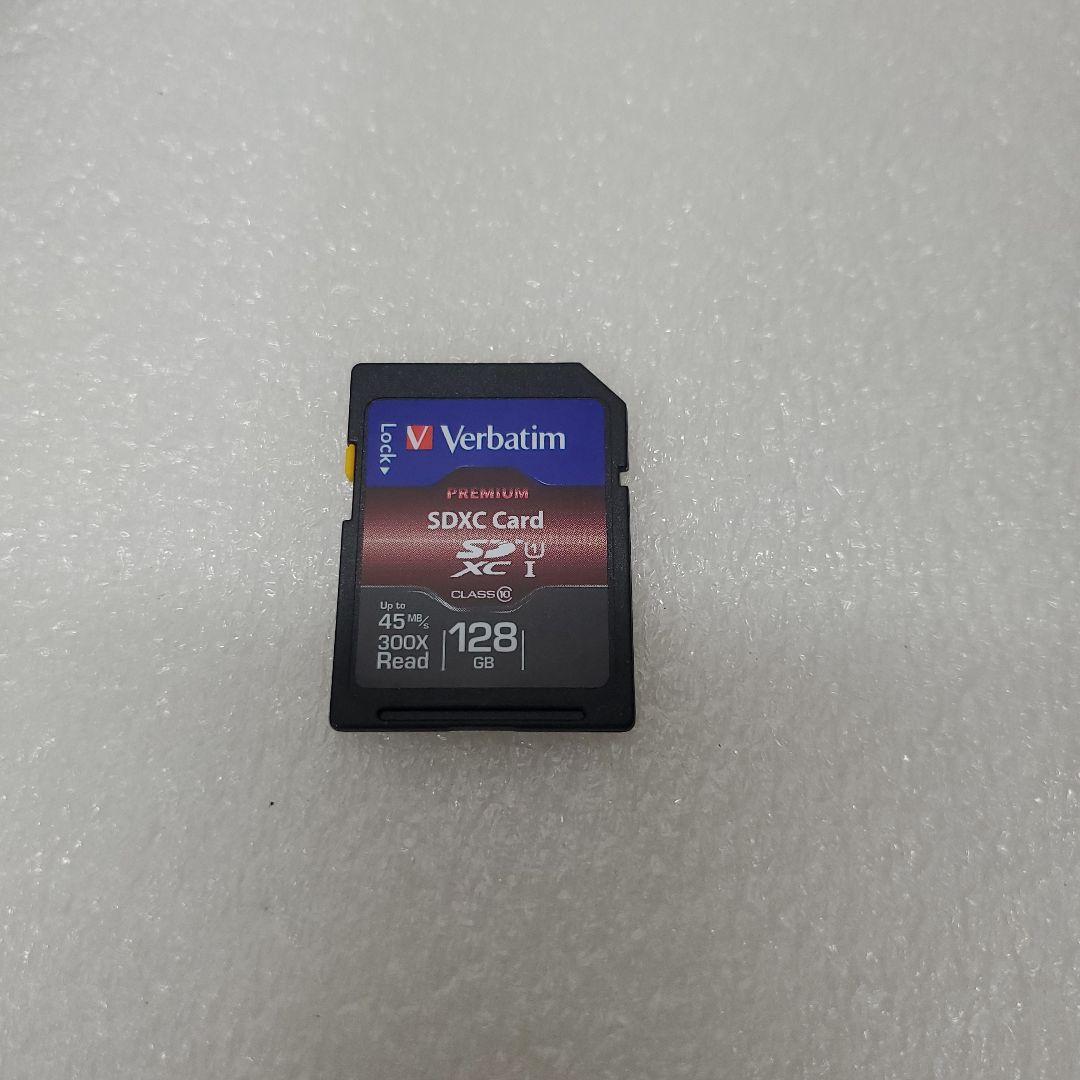 Lock
V Verbatim
PREMIUM
SDXC Card
SD 1
XC I
CLASS 10
Up to
45 MB/s
300X
Read
128
GB